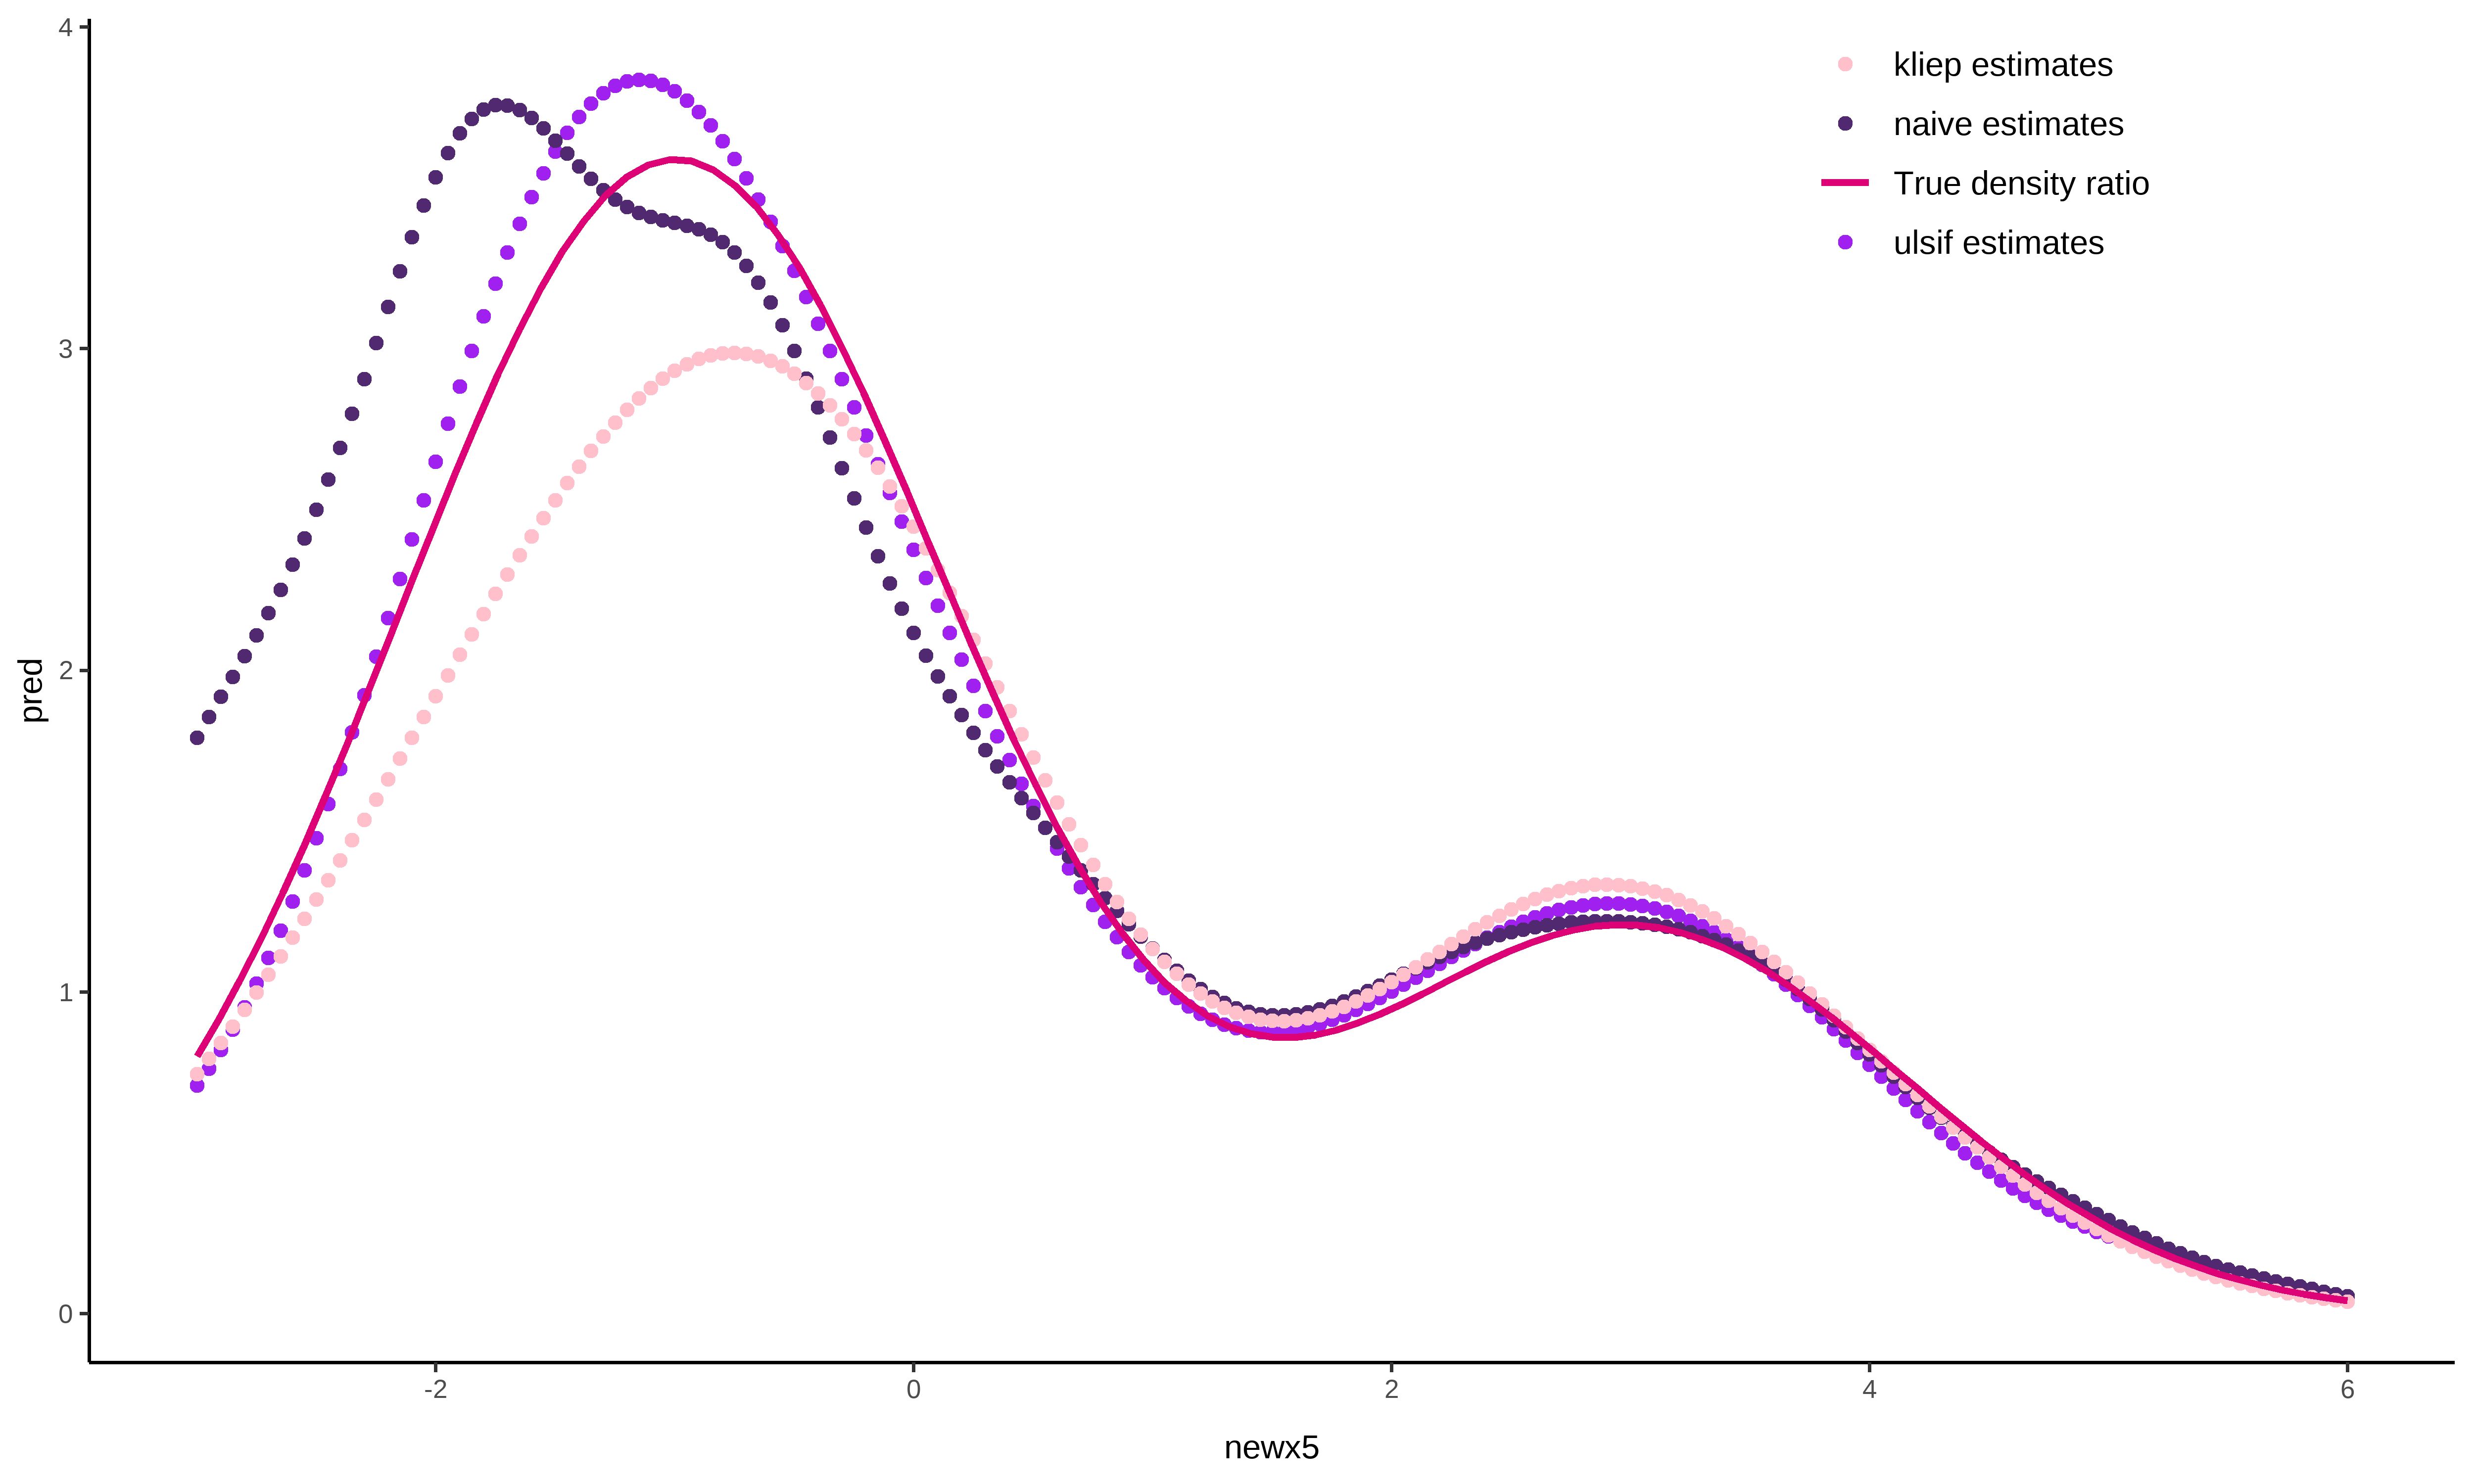 kliep estimates
naive estimates
True density ratio
ulsif estimates
pred
4
3
2
1
0
-2
0
2
4
6
newx5